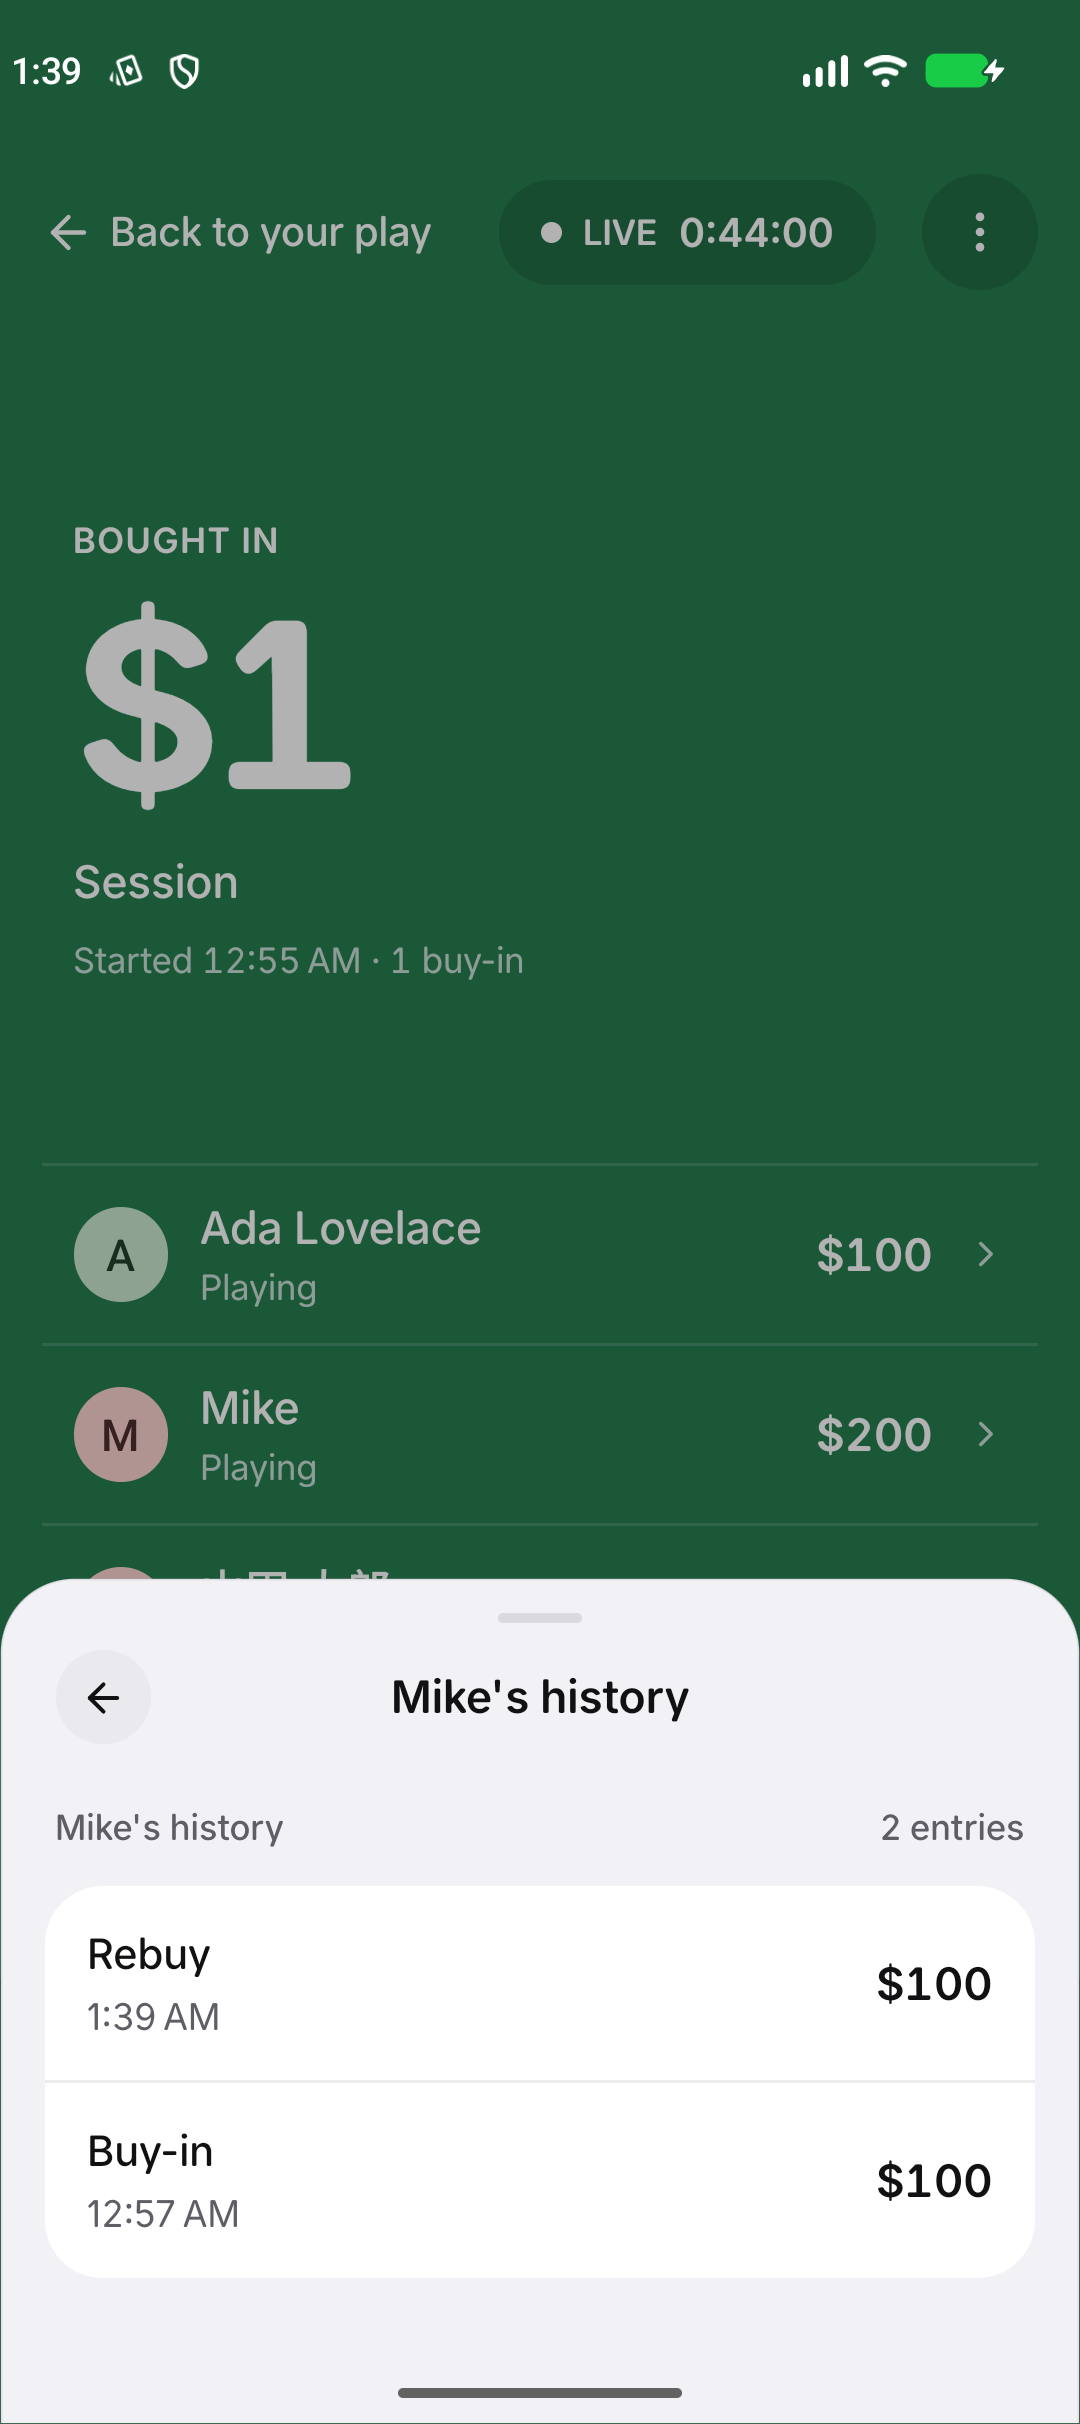 1:39
Back to your play
LIVE 0:44:00
BOUGHT IN
$1
Session
Started 12:55 AM · 1 buy-in
A
Ada Lovelace
Playing
$100
M
Mike
Playing
$200
Mike's history
Mike's history
2 entries
Rebuy
1:39 AM
$100
Buy-in
12:57 AM
$100